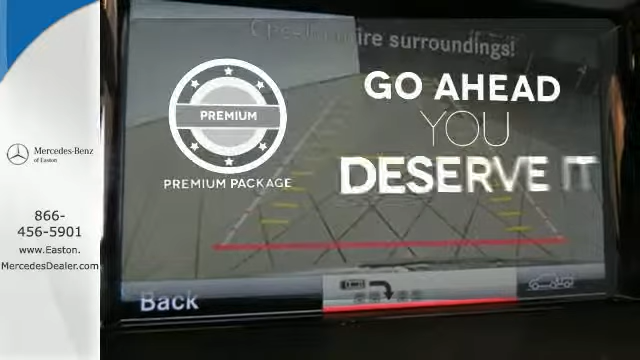 Mercedes-Benz
of Easton
866-
456-5901
www.Easton.
MercedesDealer.com
PREMIUM
PREMIUM PACKAGE
GO AHEAD
YOU
DESERVE IT
surroundings!
Back